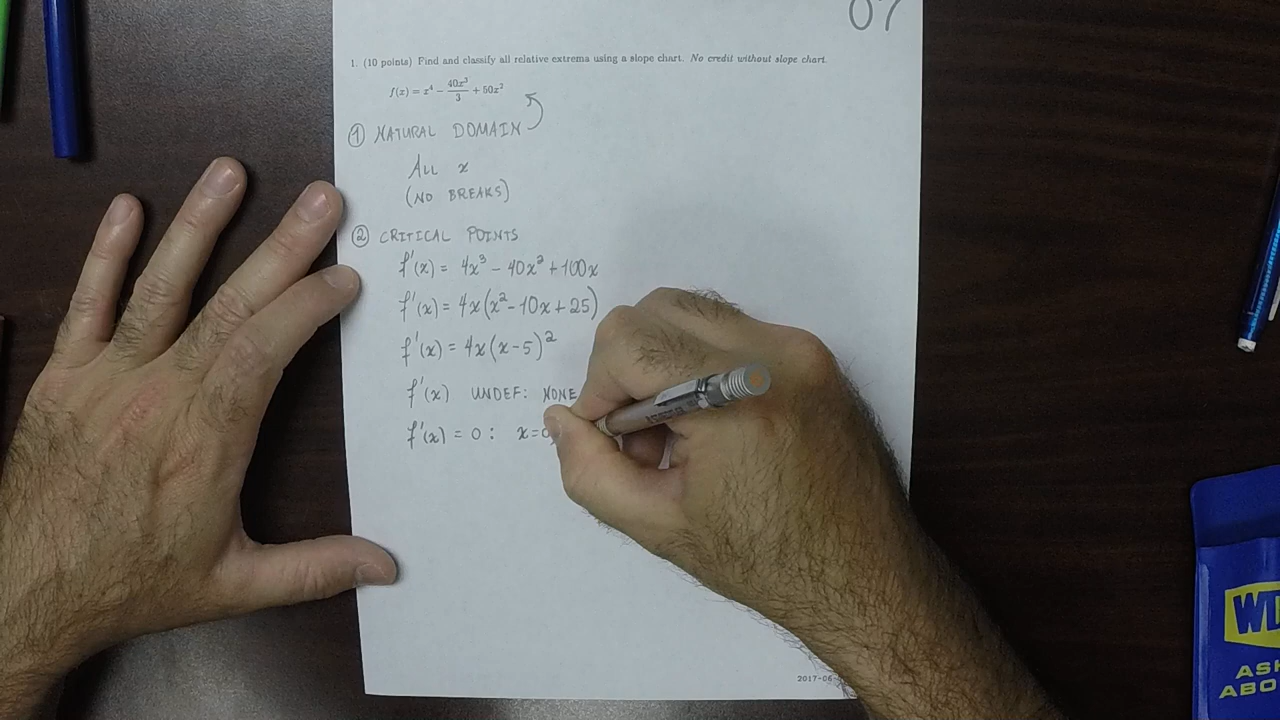 07
1. (10 points) Find and classify all relative extrema using a slope chart. No credit without slope chart.
f(x) = x⁴ − 40x³/3 + 50x²
① NATURAL DOMAIN
ALL x
(NO BREAKS)
② CRITICAL POINTS
f'(x) = 4x³ − 40x² + 100x
f'(x) = 4x(x² − 10x + 25)
f'(x) = 4x(x−5)²
f'(x) UNDEF: NONE
f'(x) = 0 : x=0,
2017-06-
WD
ABO